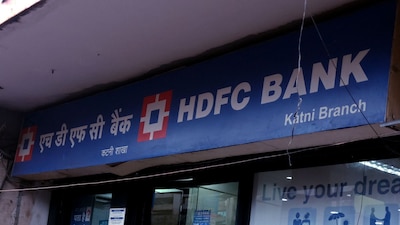 एच डी एफ सी बैंक
कटनी शाखा
HDFC BANK
Katni Branch
Live your drea